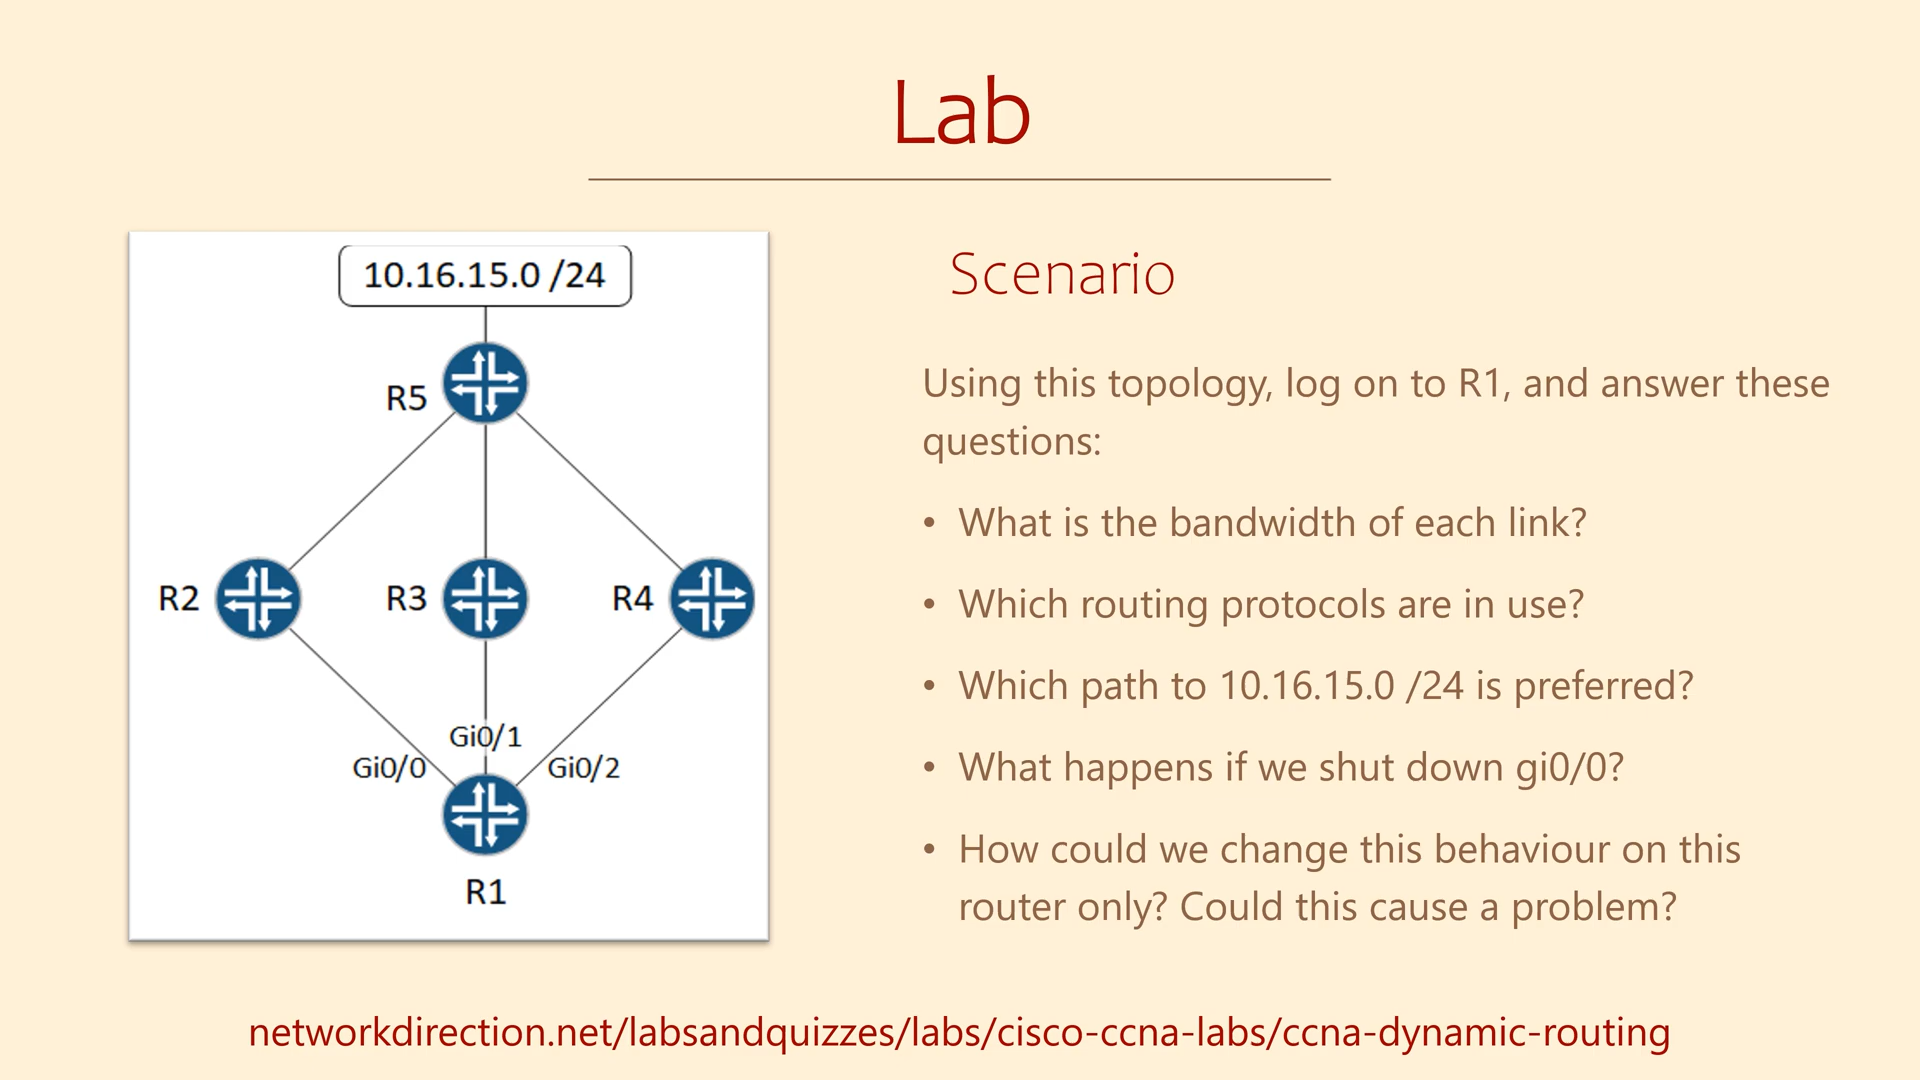 Lab
10.16.15.0 /24
R5
R2
R3
R4
Gi0/1
Gi0/0
Gi0/2
R1
Scenario
Using this topology, log on to R1, and answer these
questions:
• What is the bandwidth of each link?
• Which routing protocols are in use?
• Which path to 10.16.15.0 /24 is preferred?
• What happens if we shut down gi0/0?
• How could we change this behaviour on this
router only? Could this cause a problem?
networkdirection.net/labsandquizzes/labs/cisco-ccna-labs/ccna-dynamic-routing